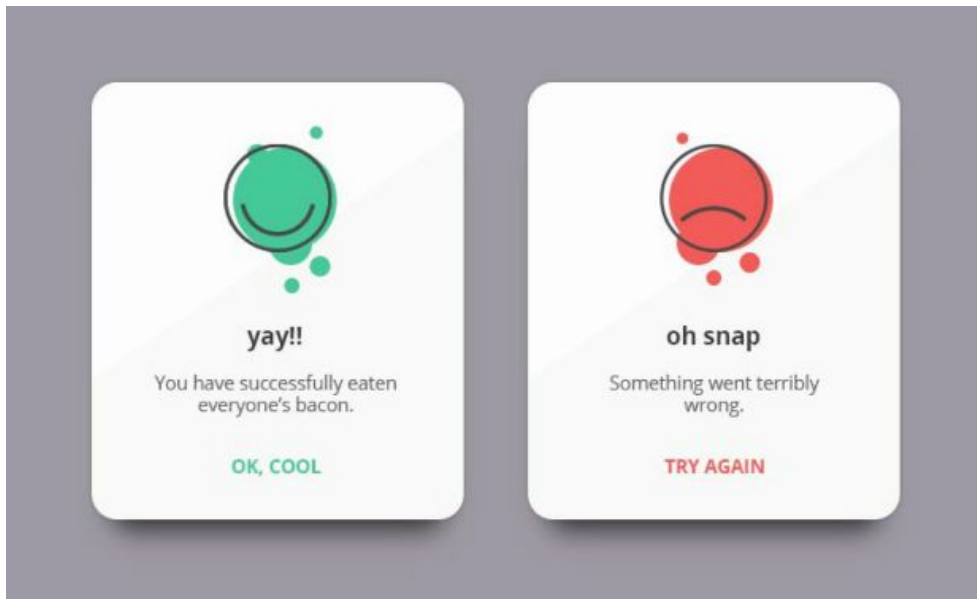 yay!!
You have successfully eaten
everyone's bacon.
OK, COOL
oh snap
Something went terribly
wrong.
TRY AGAIN